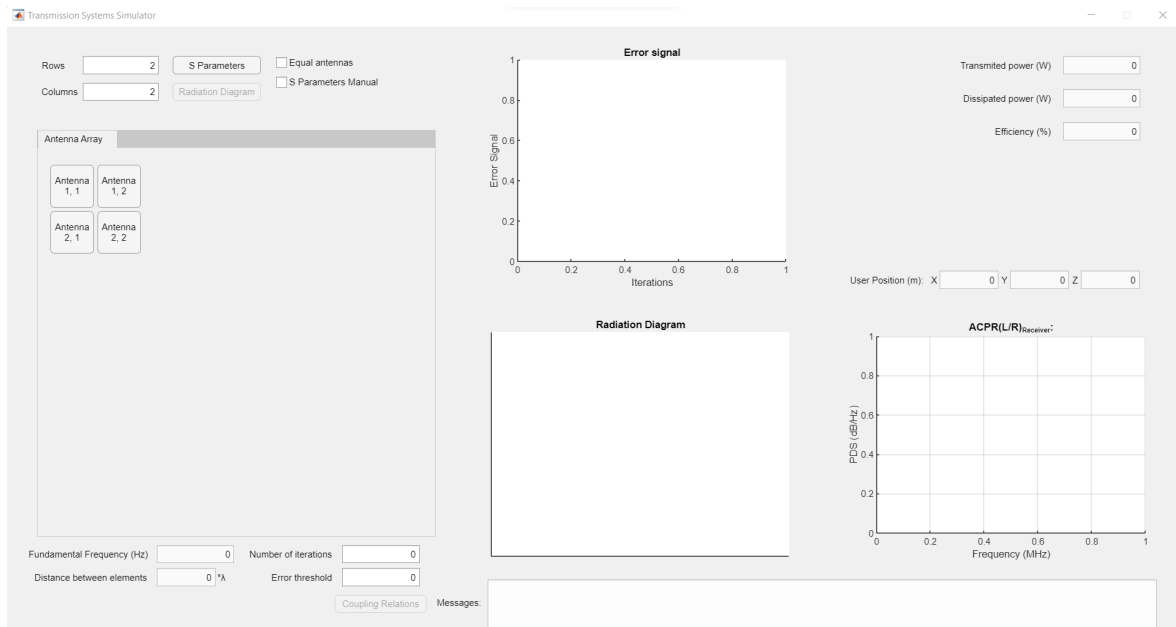 Transmission Systems Simulator
Rows 2 S Parameters Equal antennas
S Parameters Manual
Columns 2 Radiation Diagram
Antenna Array
Antenna 1, 1
Antenna 1, 2
Antenna 2, 1
Antenna 2, 2
Fundamental Frequency (Hz) 0 Number of iterations 0
Distance between elements 0 *λ Error threshold 0
Coupling Relations
Error signal
1
0.8
0.6
0.4
0.2
0
Error Signal
0 0.2 0.4 0.6 0.8 1
Iterations
Radiation Diagram
Transmited power (W) 0
Dissipated power (W) 0
Efficiency (%) 0
User Position (m): X 0 Y 0 Z 0
ACPR(L/R)Receiver:
1
0.8
0.6
0.4
0.2
0
PDS (dB/Hz)
0 0.2 0.4 0.6 0.8 1
Frequency (MHz)
Messages: